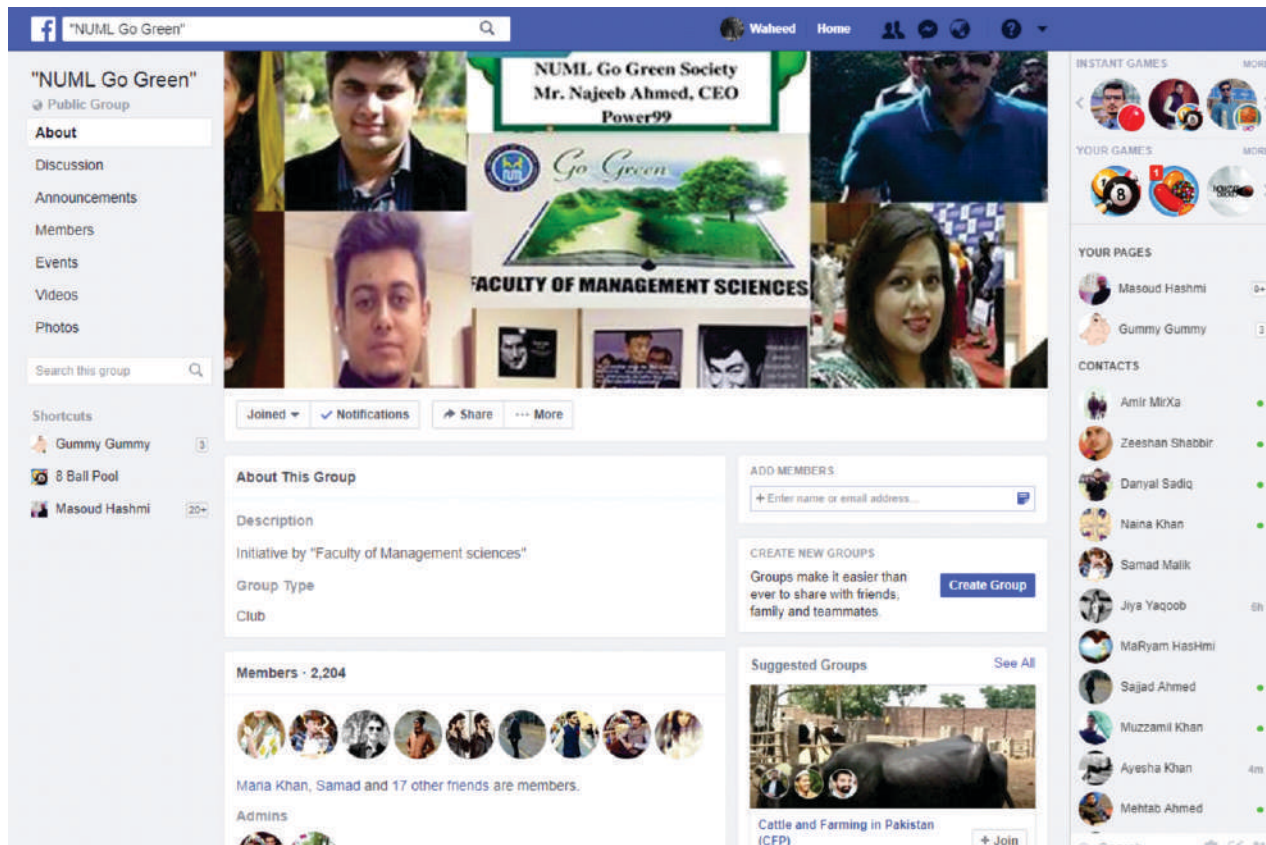 "NUML Go Green"
Waheed
Home
"NUML Go Green"
Public Group
About
Discussion
Announcements
Members
Events
Videos
Photos
Search this group
Shortcuts
Gummy Gummy 3
8 Ball Pool
Masoud Hashmi 20+
NUML Go Green Society
Mr. Najeeb Ahmed, CEO
Power99
Go Green
FACULTY OF MANAGEMENT SCIENCES
Joined
Notifications
Share
More
About This Group
Description
Initiative by "Faculty of Management sciences"
Group Type
Club
Members · 2,204
Maria Khan, Samad and 17 other friends are members.
Admins
ADD MEMBERS
+ Enter name or email address...
CREATE NEW GROUPS
Groups make it easier than
ever to share with friends,
family and teammates.
Create Group
Suggested Groups
See All
Cattle and Farming in Pakistan
(CFP)
+ Join
INSTANT GAMES
MOR
YOUR GAMES
MOR
1
8
YOUR PAGES
Masoud Hashmi 9+
Gummy Gummy 3
CONTACTS
Amir MirXa
Zeeshan Shabbir
Danyal Sadiq
Naina Khan
Samad Malik
Jiya Yaqoob 6h
MaRyam HasHmi
Sajjad Ahmed
Muzzamil Khan
Ayesha Khan 4m
Mehtab Ahmed